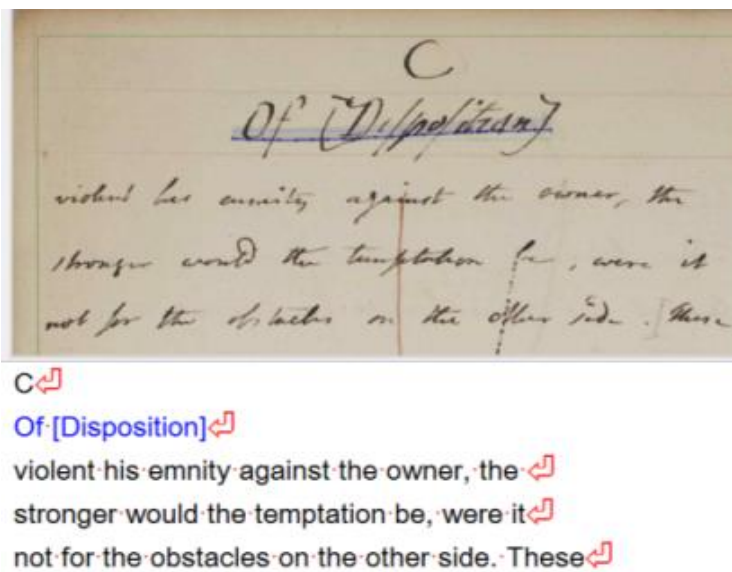 C
Of [Disposition]
violent his enmity against the owner, the
stronger would the temptation be, were it
not for the obstacles on the other side. [These
C
Of [Disposition]
violent his emnity against the owner, the
stronger would the temptation be, were it
not for the obstacles on the other side. These